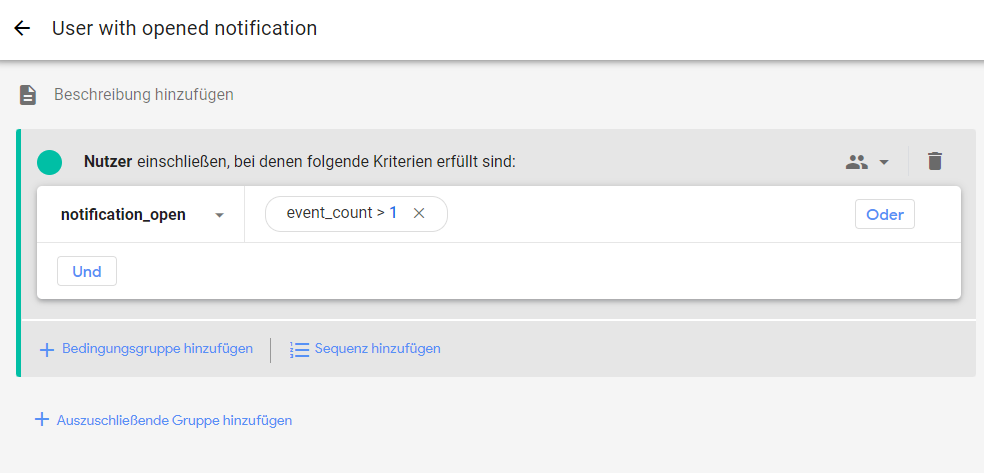 User with opened notification
Beschreibung hinzufügen
Nutzer einschließen, bei denen folgende Kriterien erfüllt sind:
notification_open event_count > 1 Oder
Und
Bedingungsgruppe hinzufügen Sequenz hinzufügen
Auszuschließende Gruppe hinzufügen